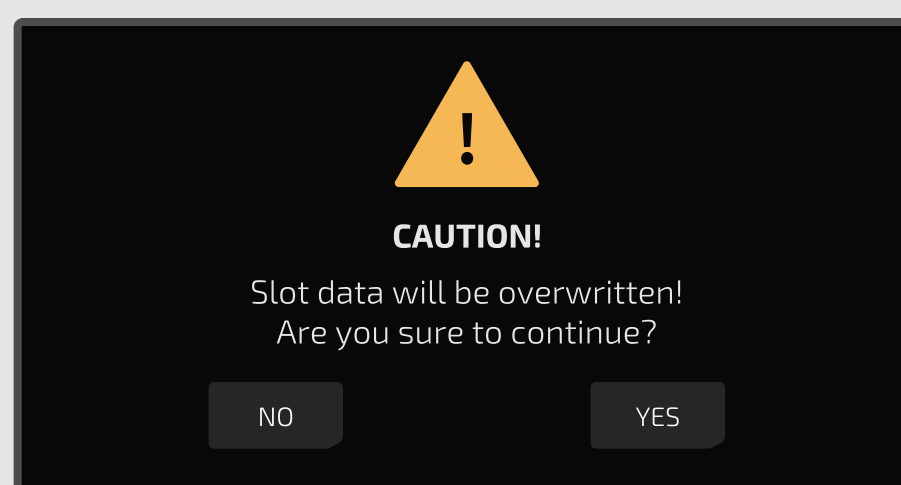 !
CAUTION!
Slot data will be overwritten!
Are you sure to continue?
NO YES